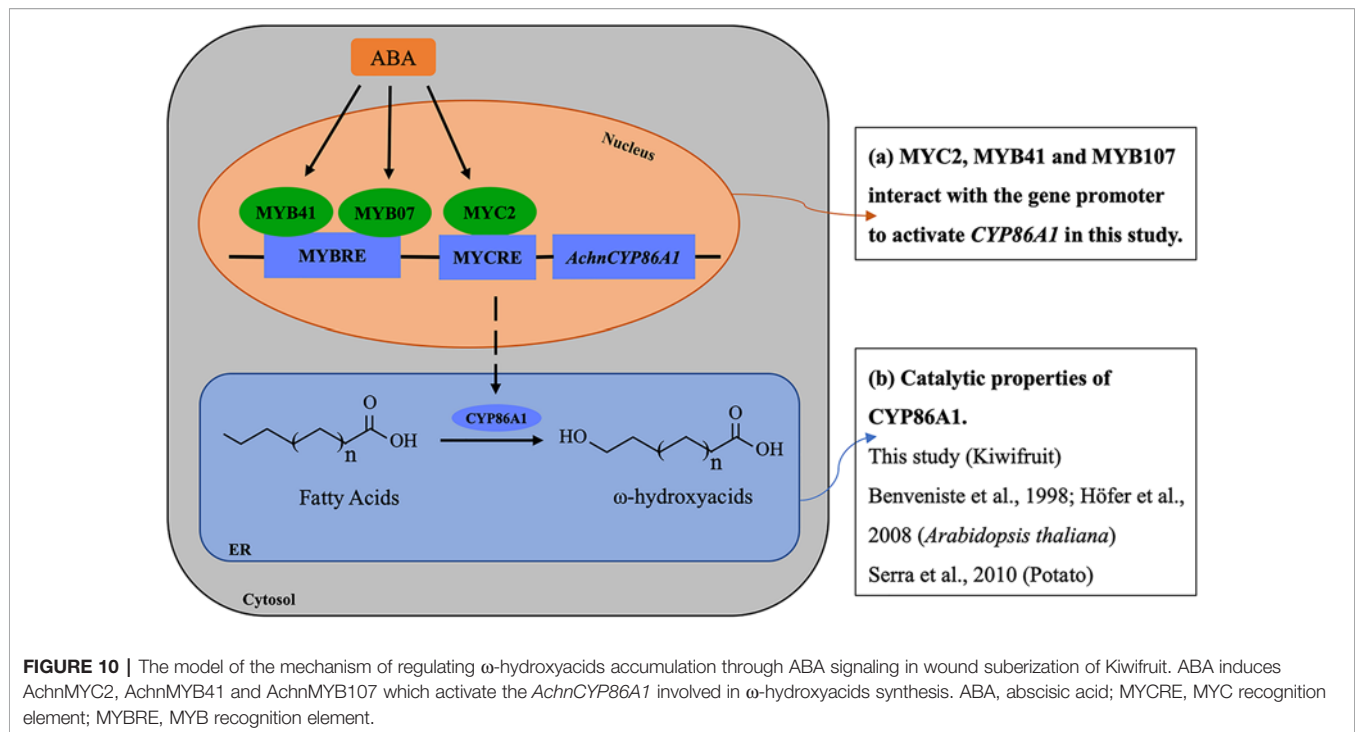 ABA
Nucleus
MYB41
MYB07
MYC2
MYBRE
MYCRE
AchnCYP86A1
CYP86A1
O
OH
n
Fatty Acids
HO
O
OH
n
ω-hydroxyacids
ER
Cytosol
(a) MYC2, MYB41 and MYB107
interact with the gene promoter
to activate CYP86A1 in this study.
(b) Catalytic properties of
CYP86A1.
This study (Kiwifruit)
Benveniste et al., 1998; Höfer et al.,
2008 (Arabidopsis thaliana)
Serra et al., 2010 (Potato)
FIGURE 10 | The model of the mechanism of regulating ω-hydroxyacids accumulation through ABA signaling in wound suberization of Kiwifruit. ABA induces
AchnMYC2, AchnMYB41 and AchnMYB107 which activate the AchnCYP86A1 involved in ω-hydroxyacids synthesis. ABA, abscisic acid; MYCRE, MYC recognition
element; MYBRE, MYB recognition element.